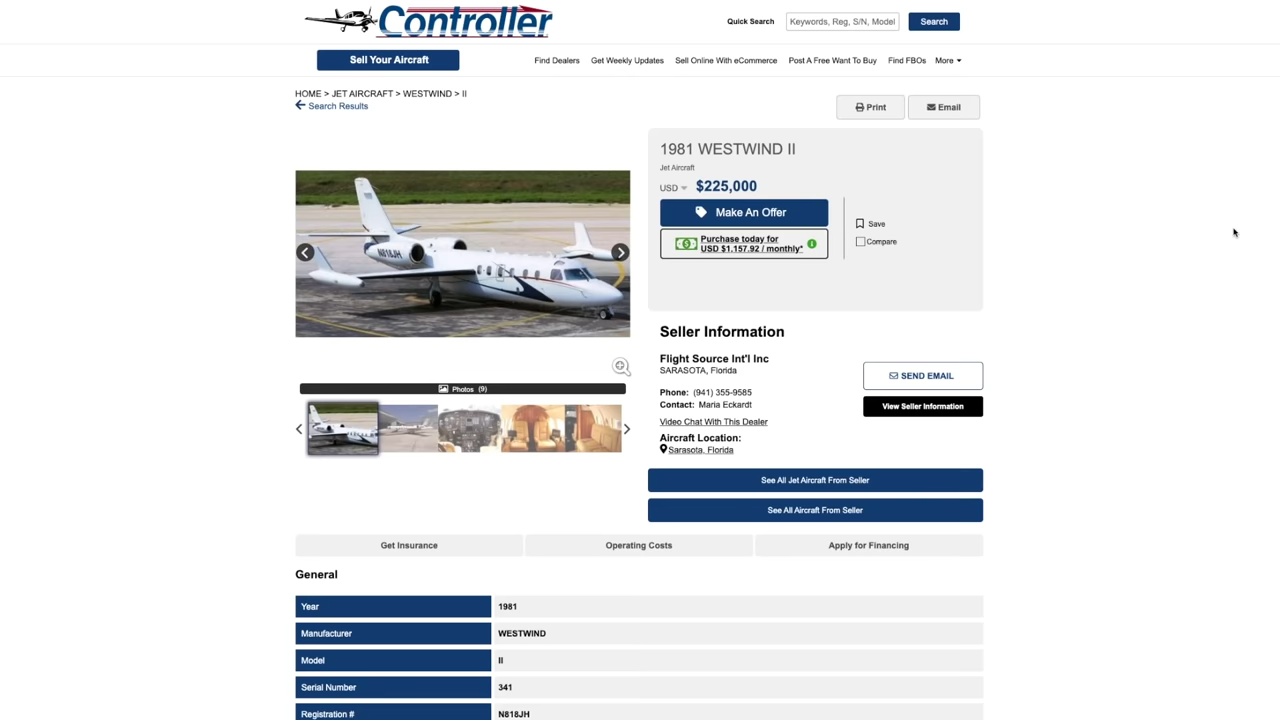 Controller
Quick Search
Keywords, Reg, S/N, Model
Search
Sell Your Aircraft
Find Dealers
Get Weekly Updates
Sell Online With eCommerce
Post A Free Want To Buy
Find FBOs
More
HOME > JET AIRCRAFT > WESTWIND > II
Search Results
Print
Email
1981 WESTWIND II
Jet Aircraft
USD $225,000
Make An Offer
Purchase today for
USD $1,157.92 / monthly*
Save
Compare
N818JH
Photos (9)
Seller Information
Flight Source Int'l Inc
SARASOTA, Florida
Phone: (941) 355-9585
Contact: Maria Eckardt
Video Chat With This Dealer
Aircraft Location:
Sarasota, Florida
SEND EMAIL
View Seller Information
See All Jet Aircraft From Seller
See All Aircraft From Seller
Get Insurance
Operating Costs
Apply for Financing
General
Year 1981
Manufacturer WESTWIND
Model II
Serial Number 341
Registration # N818JH